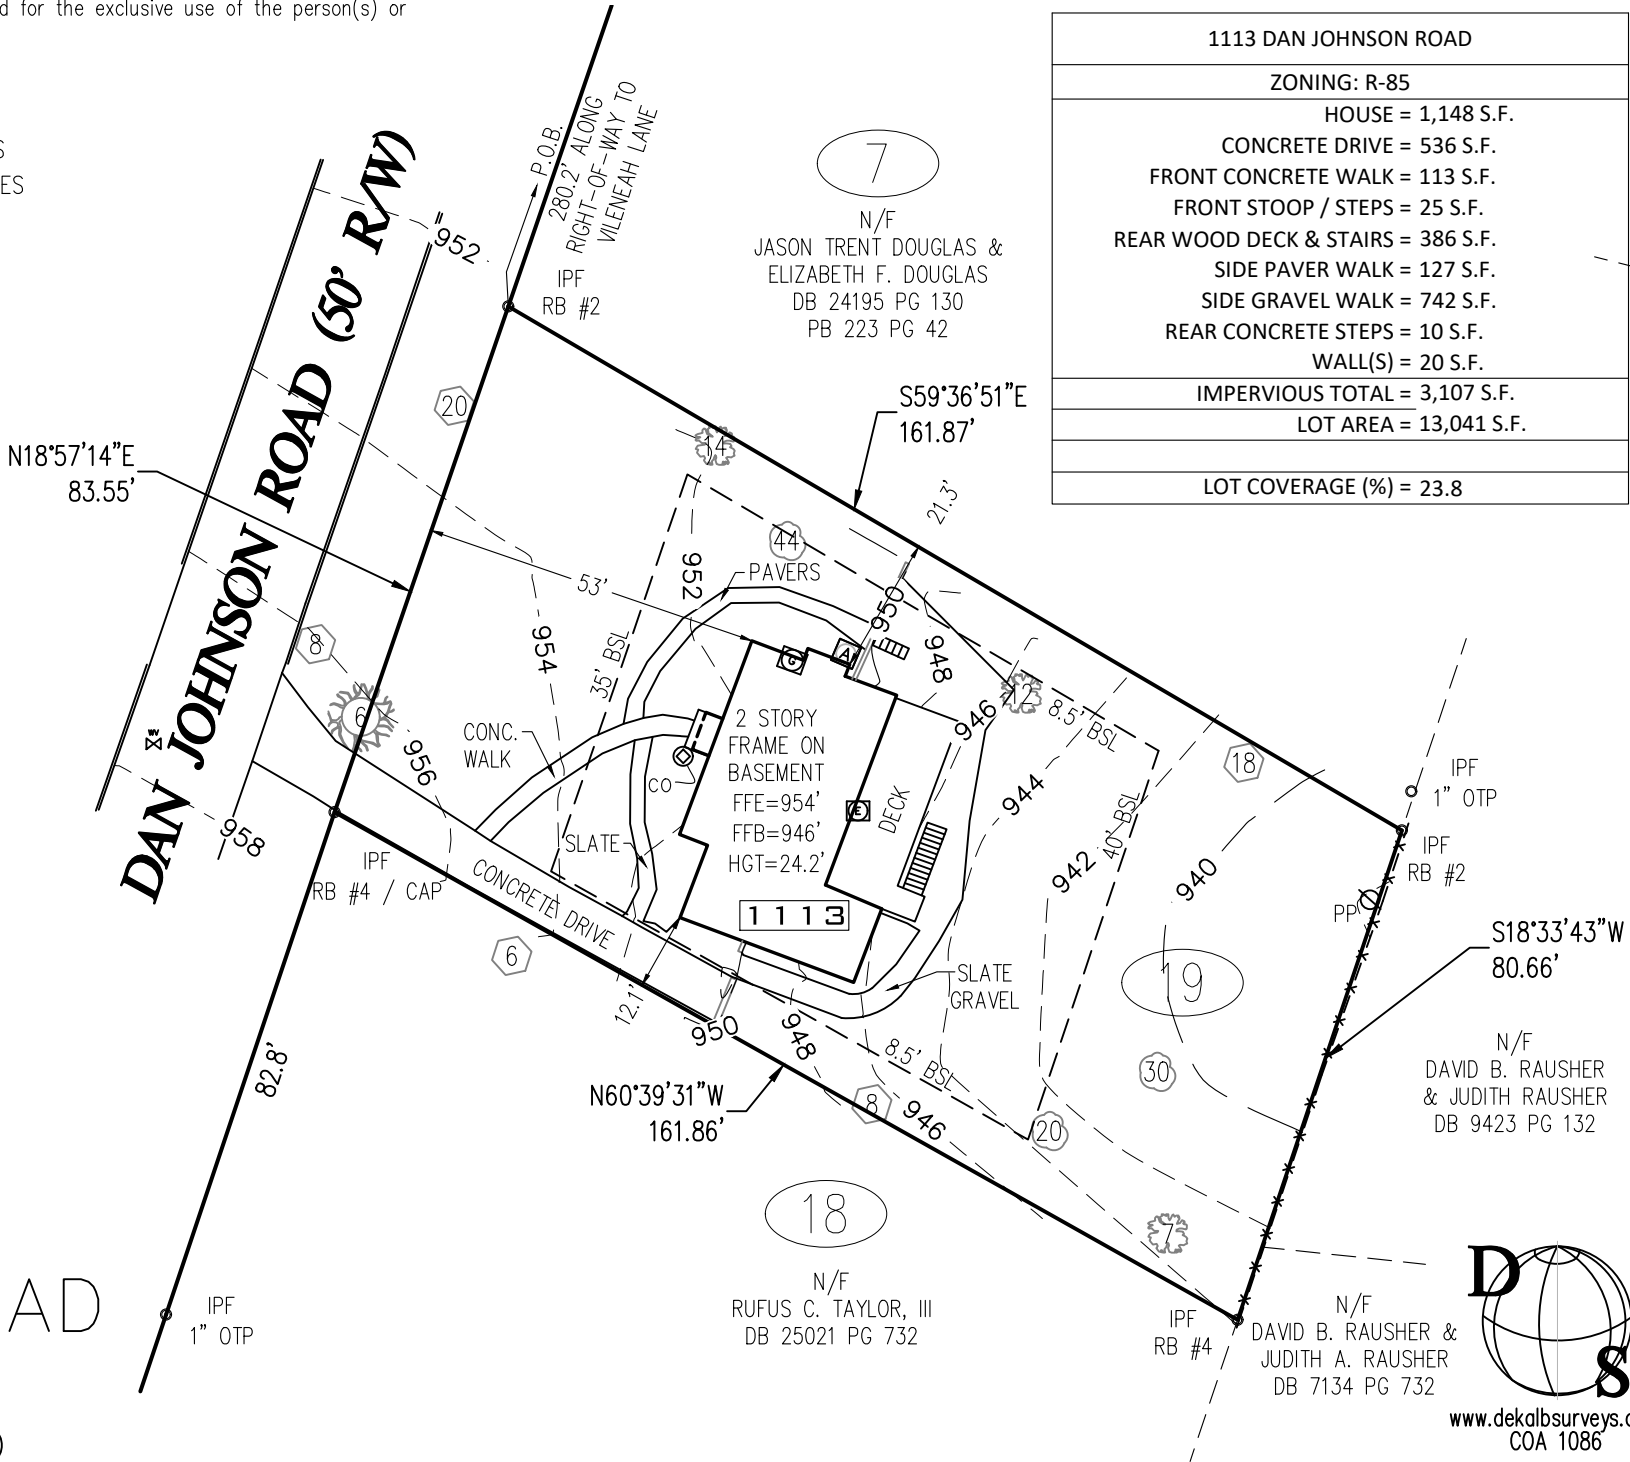 d for the exclusive use of the person(s) or
S
ES
1113 DAN JOHNSON ROAD
ZONING: R-85
HOUSE = 1,148 S.F.
CONCRETE DRIVE = 536 S.F.
FRONT CONCRETE WALK = 113 S.F.
FRONT STOOP / STEPS = 25 S.F.
REAR WOOD DECK & STAIRS = 386 S.F.
SIDE PAVER WALK = 127 S.F.
SIDE GRAVEL WALK = 742 S.F.
REAR CONCRETE STEPS = 10 S.F.
WALL(S) = 20 S.F.
IMPERVIOUS TOTAL = 3,107 S.F.
LOT AREA = 13,041 S.F.
LOT COVERAGE (%) = 23.8
DAN JOHNSON ROAD (50' R/W)
P.O.B.
280.2' ALONG
RIGHT-OF-WAY TO
VILENEAH LANE
952
IPF
RB #2
7
N/F
JASON TRENT DOUGLAS &
ELIZABETH F. DOUGLAS
DB 24195 PG 130
PB 223 PG 42
S59°36'51"E
161.87'
N18°57'14"E
83.55'
20
14
21.3'
44
952
PAVERS
53'
950
948
954
35' BSL
8
G
A
12
946
8.5' BSL
6
WV
956
CONC.
WALK
CO
2 STORY
FRAME ON
BASEMENT
FFE=954'
FFB=946'
HGT=24.2'
E
DECK
944
18
IPF
1" OTP
958
IPF
RB #4 / CAP
SLATE
CONCRETE DRIVE
1113
942
40' BSL
940
IPF
RB #2
PP
S18°33'43"W
80.66'
6
12.1'
SLATE
GRAVEL
19
950
948
8.5' BSL
30
N/F
DAVID B. RAUSHER
& JUDITH RAUSHER
DB 9423 PG 132
82.8'
N60°39'31"W
161.86'
8
946
20
18
N/F
RUFUS C. TAYLOR, III
DB 25021 PG 732
7
AD
IPF
1" OTP
IPF
RB #4
N/F
DAVID B. RAUSHER &
JUDITH A. RAUSHER
DB 7134 PG 732
D
S
www.dekalbsurveys.c
COA 1086
)